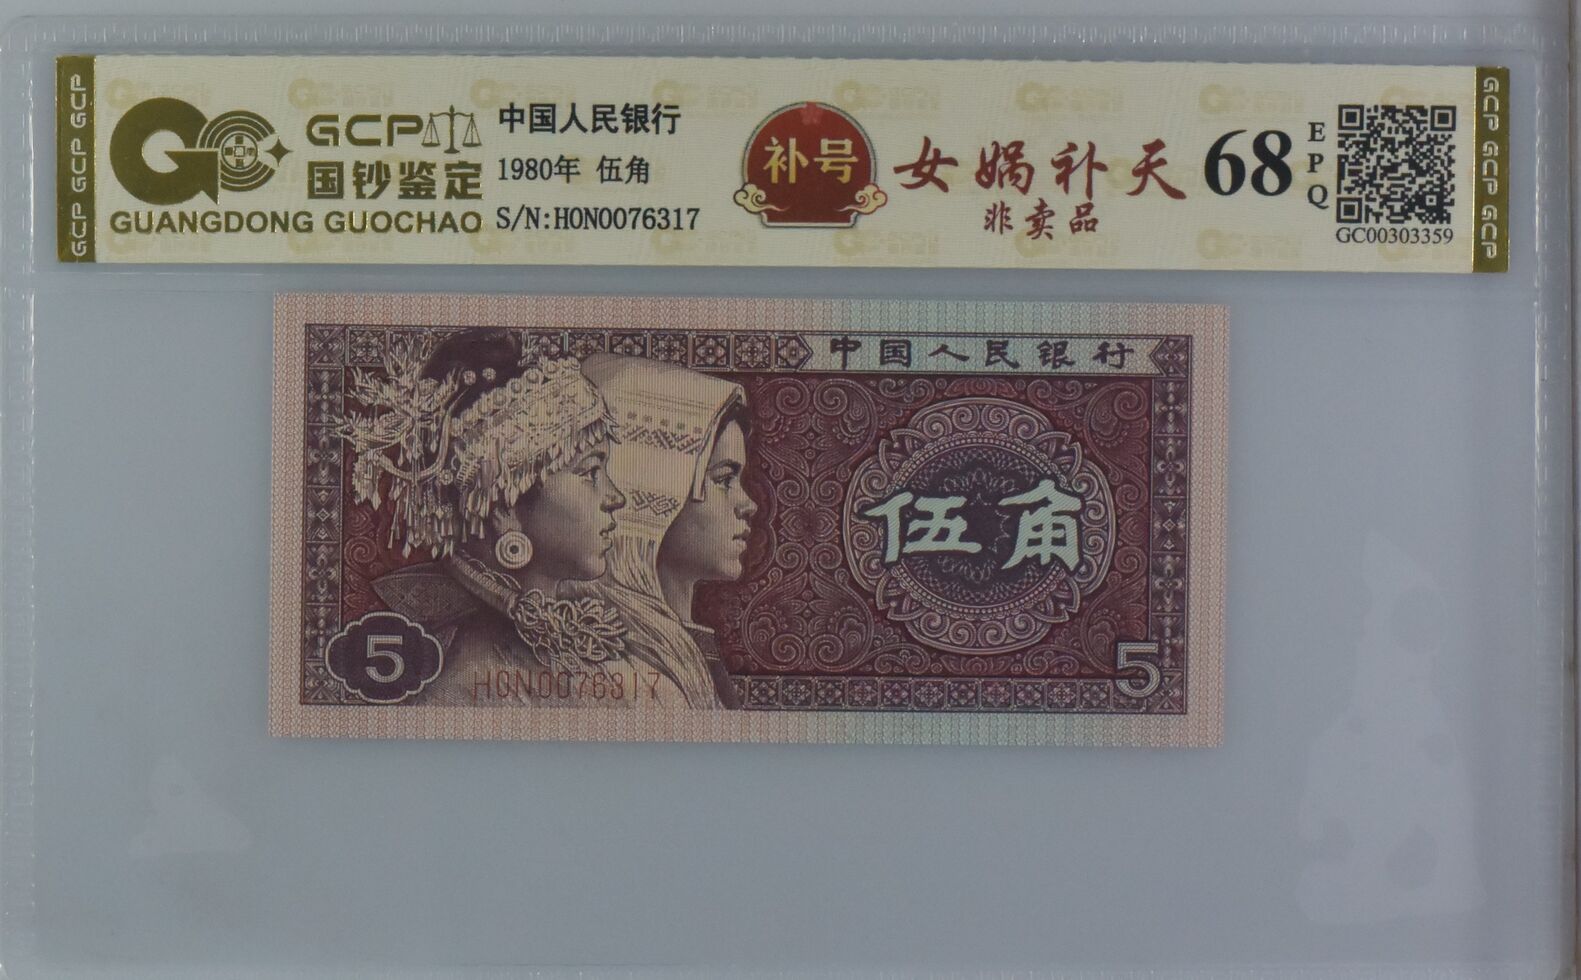 GCP GCP GCP
GCP
国钞鉴定
GUANGDONG GUOCHAO
中国人民银行
1980年 伍角
S/N:H0N0076317
补号
女娲补天
非卖品
68
EPQ
GC00303359
GCP GCP GCP
中国人民银行
伍角
5
H0N0076317
5